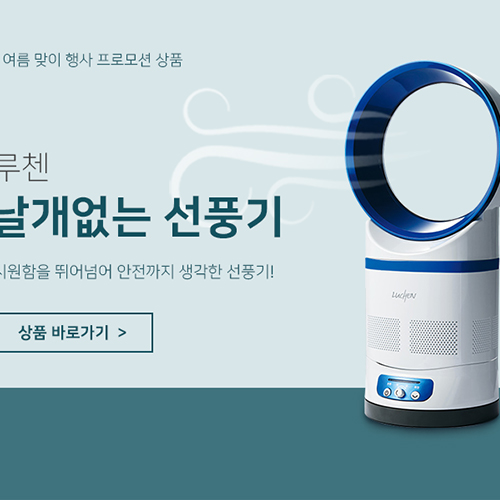 여름 맞이 행사 프로모션 상품
루첸
날개없는 선풍기
시원함을 뛰어넘어 안전까지 생각한 선풍기!
상품 바로가기 >
Luchen